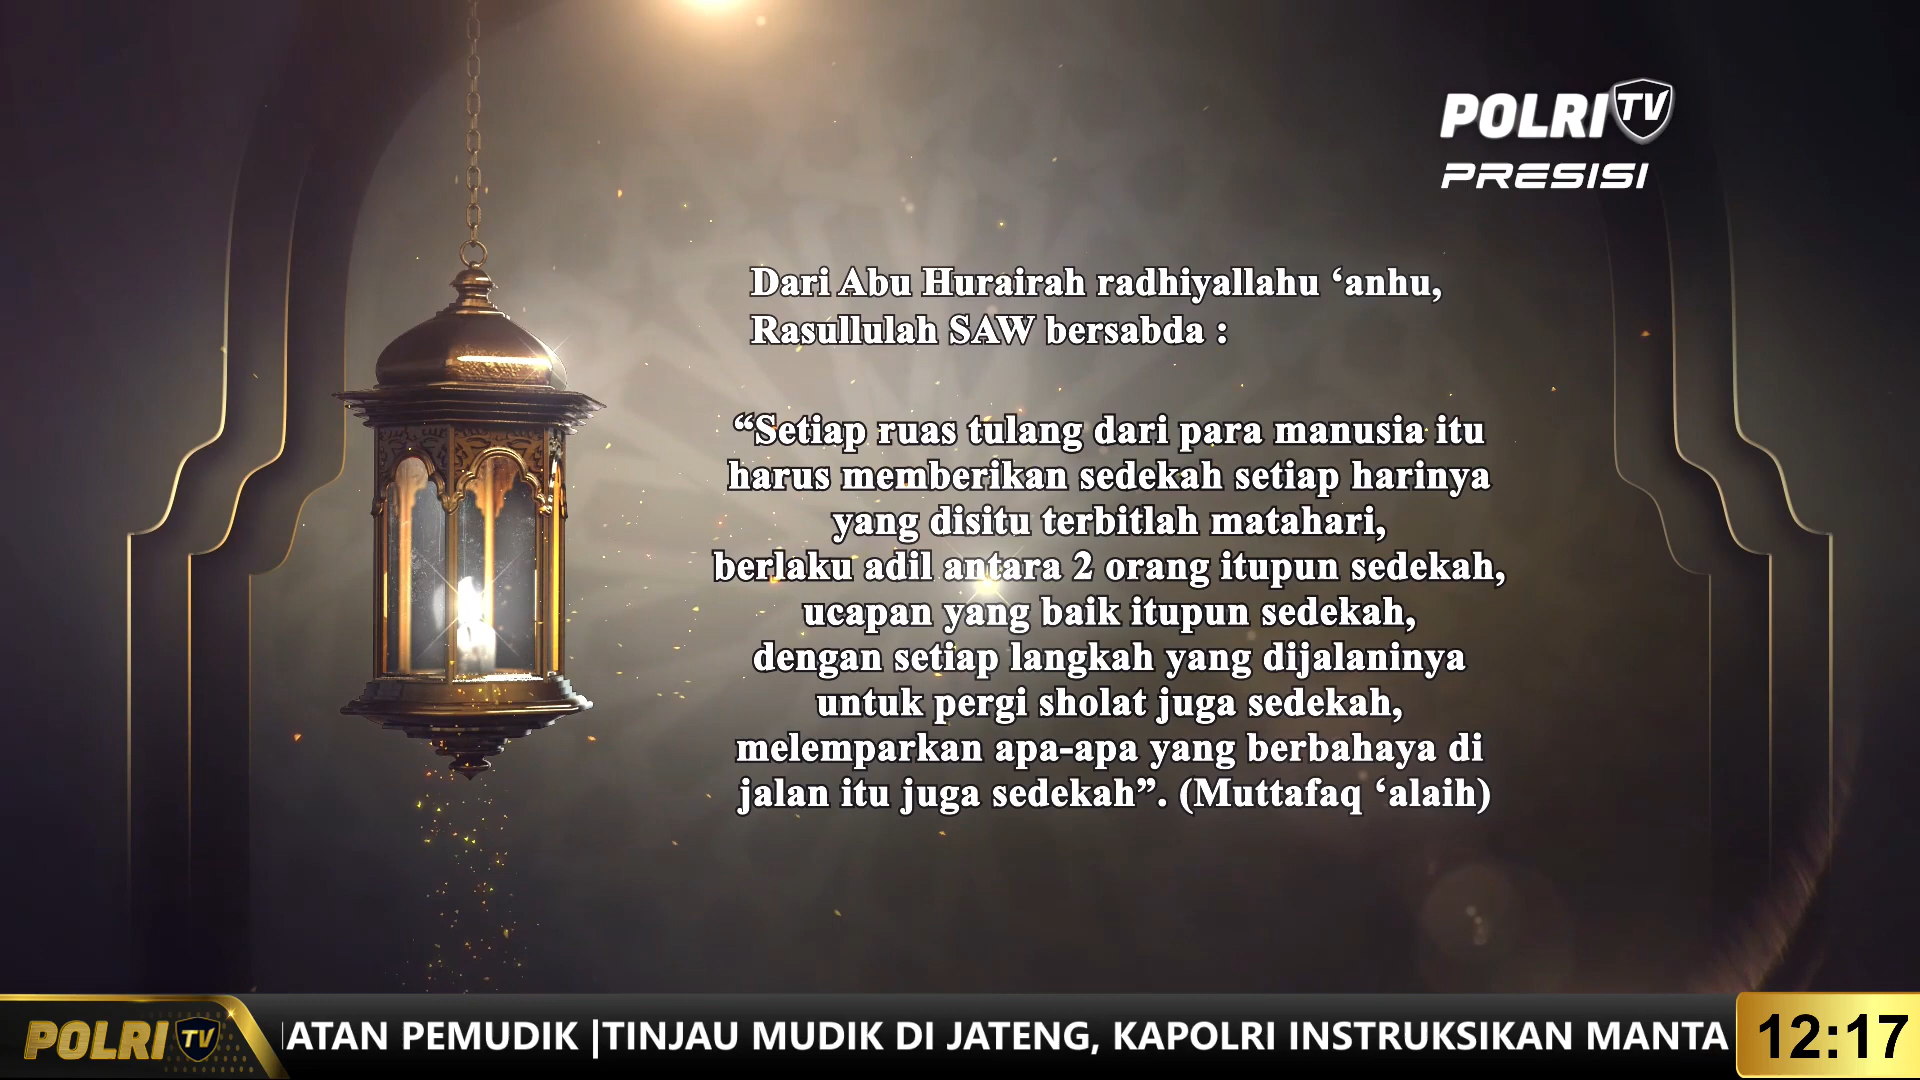 POLRI TV
PRESISI
Dari Abu Hurairah radhiyallahu ‘anhu,
Rasullulah SAW bersabda :
“Setiap ruas tulang dari para manusia itu
harus memberikan sedekah setiap harinya
yang disitu terbitlah matahari,
berlaku adil antara 2 orang itupun sedekah,
ucapan yang baik itupun sedekah,
dengan setiap langkah yang dijalaninya
untuk pergi sholat juga sedekah,
melemparkan apa-apa yang berbahaya di
jalan itu juga sedekah”. (Muttafaq ‘alaih)
POLRI TV
ATAN PEMUDIK |TINJAU MUDIK DI JATENG, KAPOLRI INSTRUKSIKAN MANTA
12:17